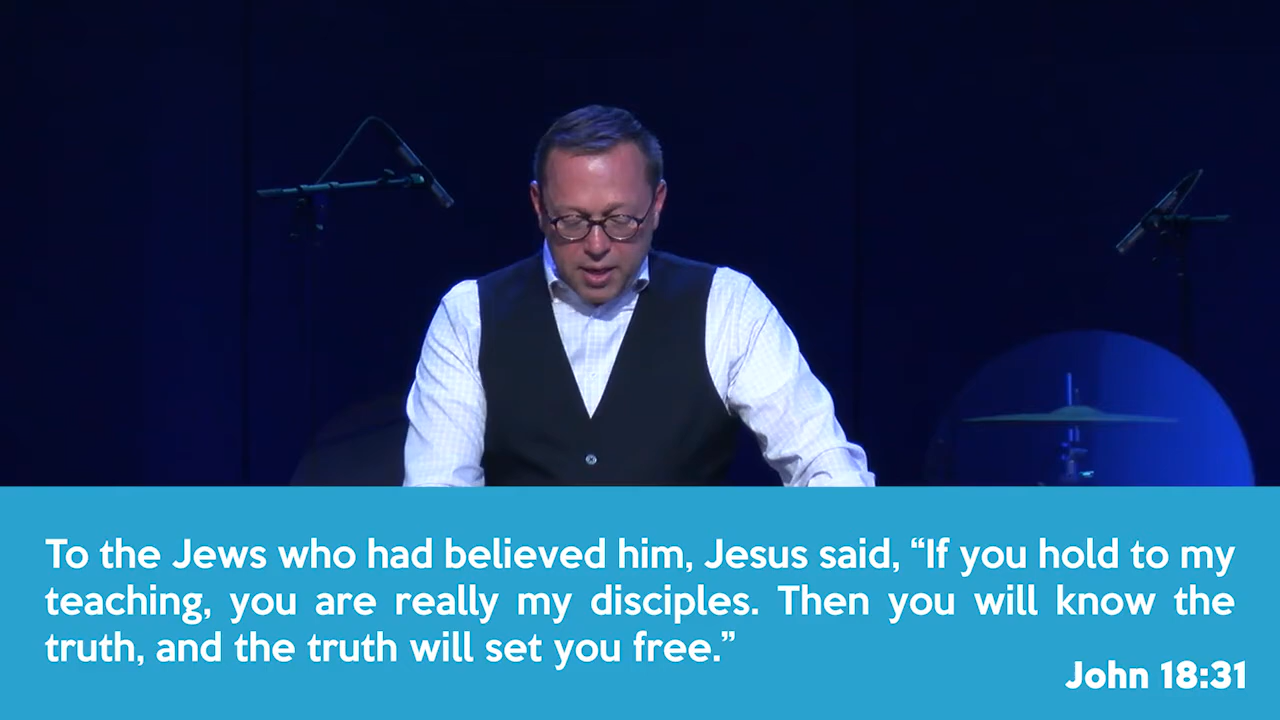 To the Jews who had believed him, Jesus said, “If you hold to my
teaching, you are really my disciples. Then you will know the
truth, and the truth will set you free.”
John 18:31